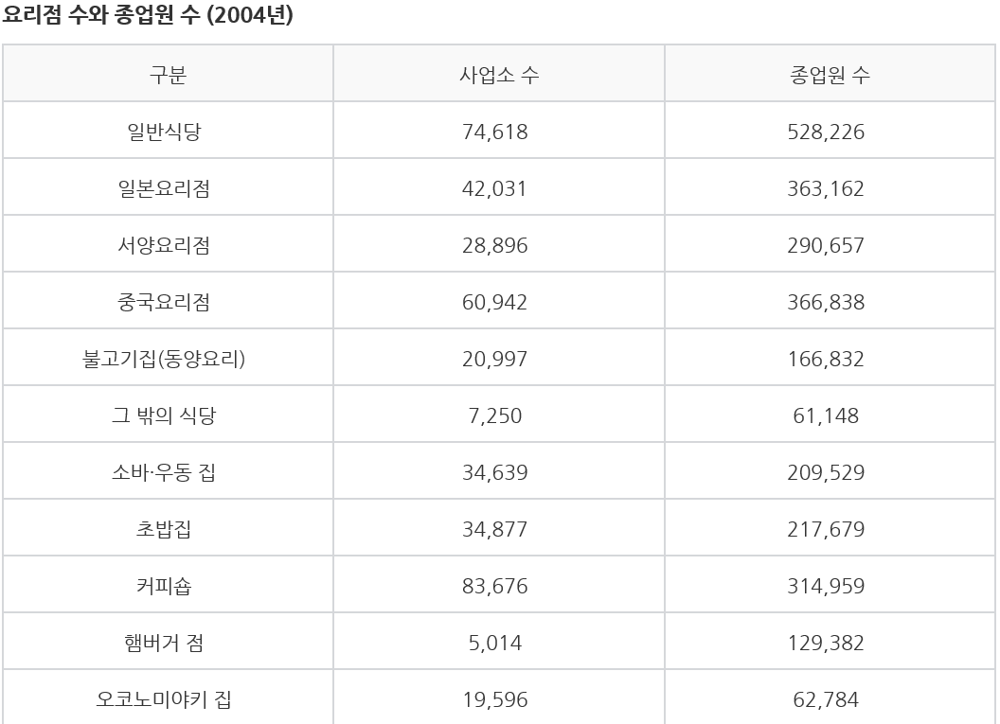 요리점 수와 종업원 수 (2004년)
구분 사업소 수 종업원 수
일반식당 74,618 528,226
일본요리점 42,031 363,162
서양요리점 28,896 290,657
중국요리점 60,942 366,838
불고기집(동양요리) 20,997 166,832
그 밖의 식당 7,250 61,148
소바·우동 집 34,639 209,529
초밥집 34,877 217,679
커피숍 83,676 314,959
햄버거 점 5,014 129,382
오코노미야키 집 19,596 62,784